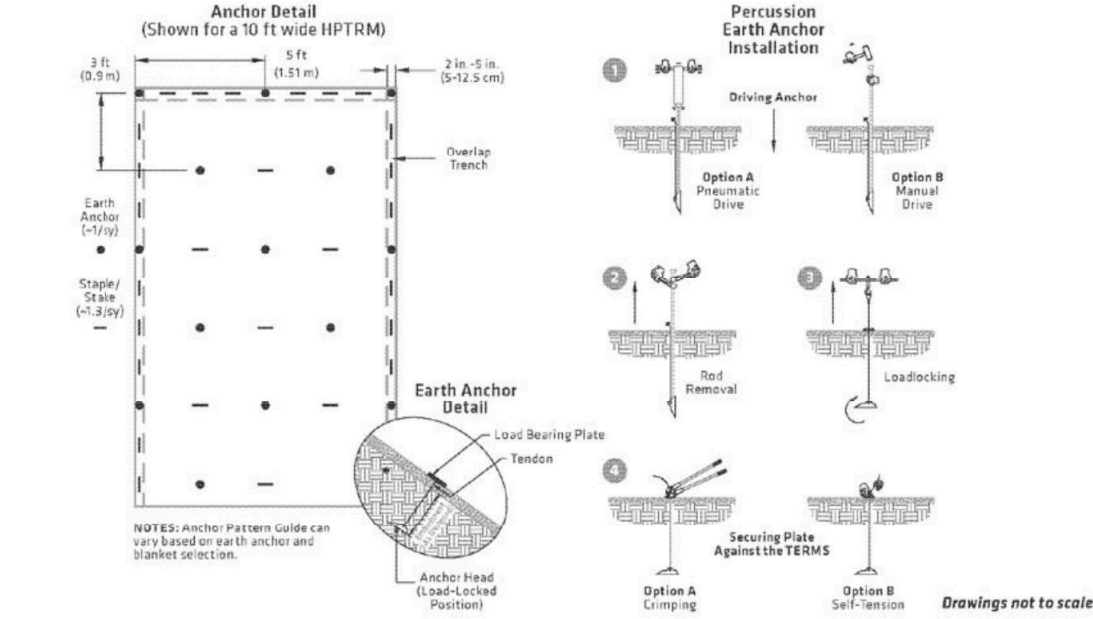 Anchor Detail
(Shown for a 10 ft wide HPTRM)
3 ft
(0.9 m)
5 ft
(1.51 m)
2 in.-5 in.
(5-12.5 cm)
Overlap
Trench
Earth
Anchor
(~1/sy)
Staple/
Stake
(~1.3/sy)
NOTES: Anchor Pattern Guide can
vary based on earth anchor and
blanket selection.
Earth Anchor
Detail
Load Bearing Plate
Tendon
Anchor Head
(Load-Locked
Position)
Percussion
Earth Anchor
Installation
1
Driving Anchor
Option A
Pneumatic
Drive
Option B
Manual
Drive
2
Rod
Removal
3
Loadlocking
4
Securing Plate
Against the TERMS
Option A
Crimping
Option B
Self-Tension
Drawings not to scale